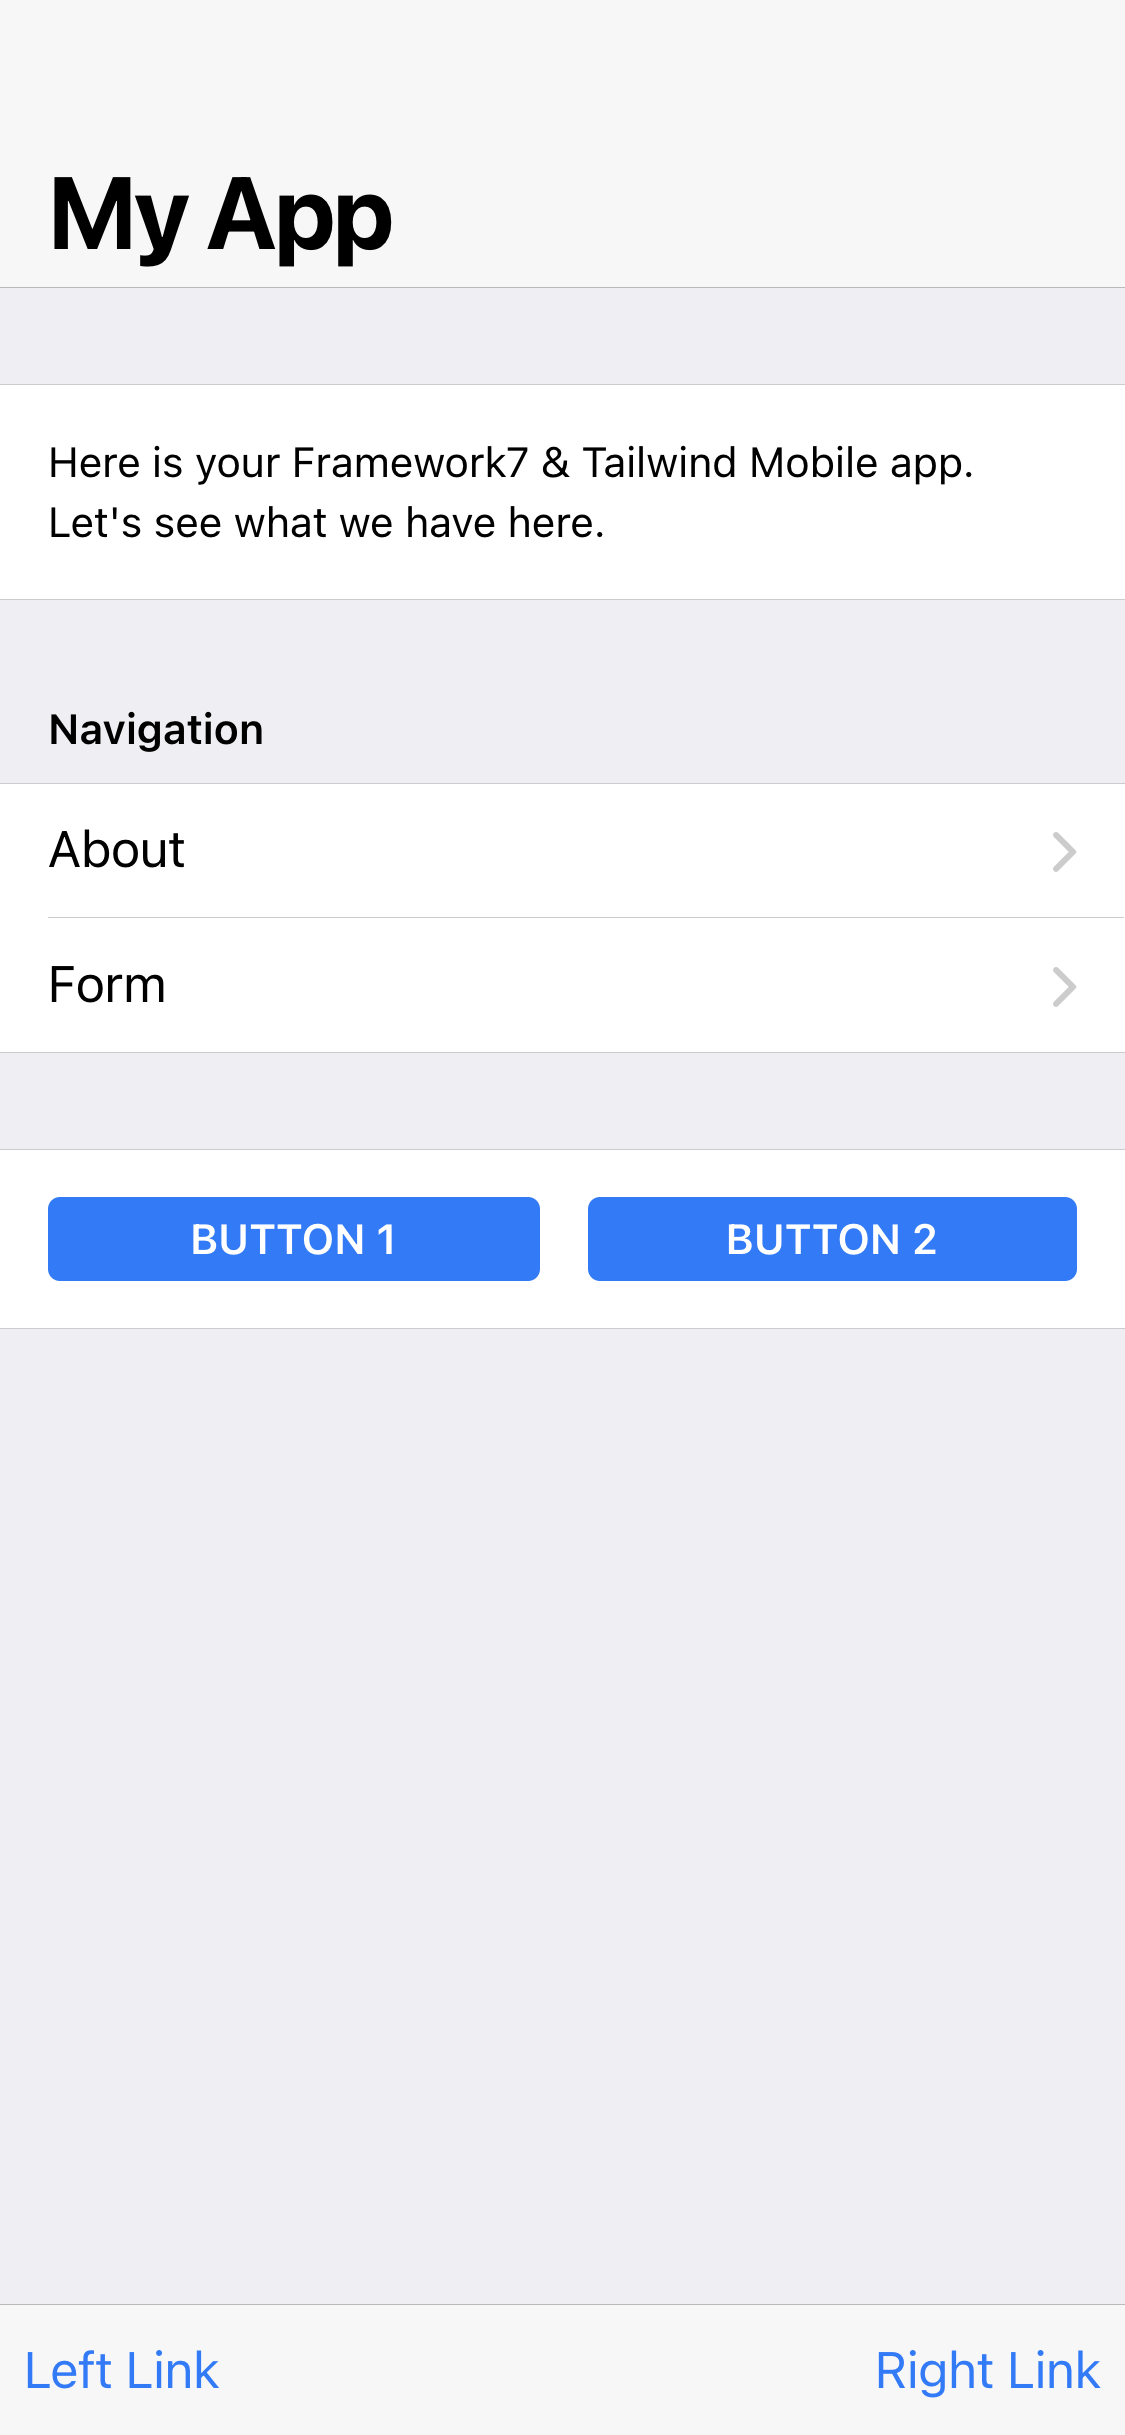 My App
Here is your Framework7 & Tailwind Mobile app.
Let's see what we have here.
Navigation
About
Form
BUTTON 1
BUTTON 2
Left Link
Right Link